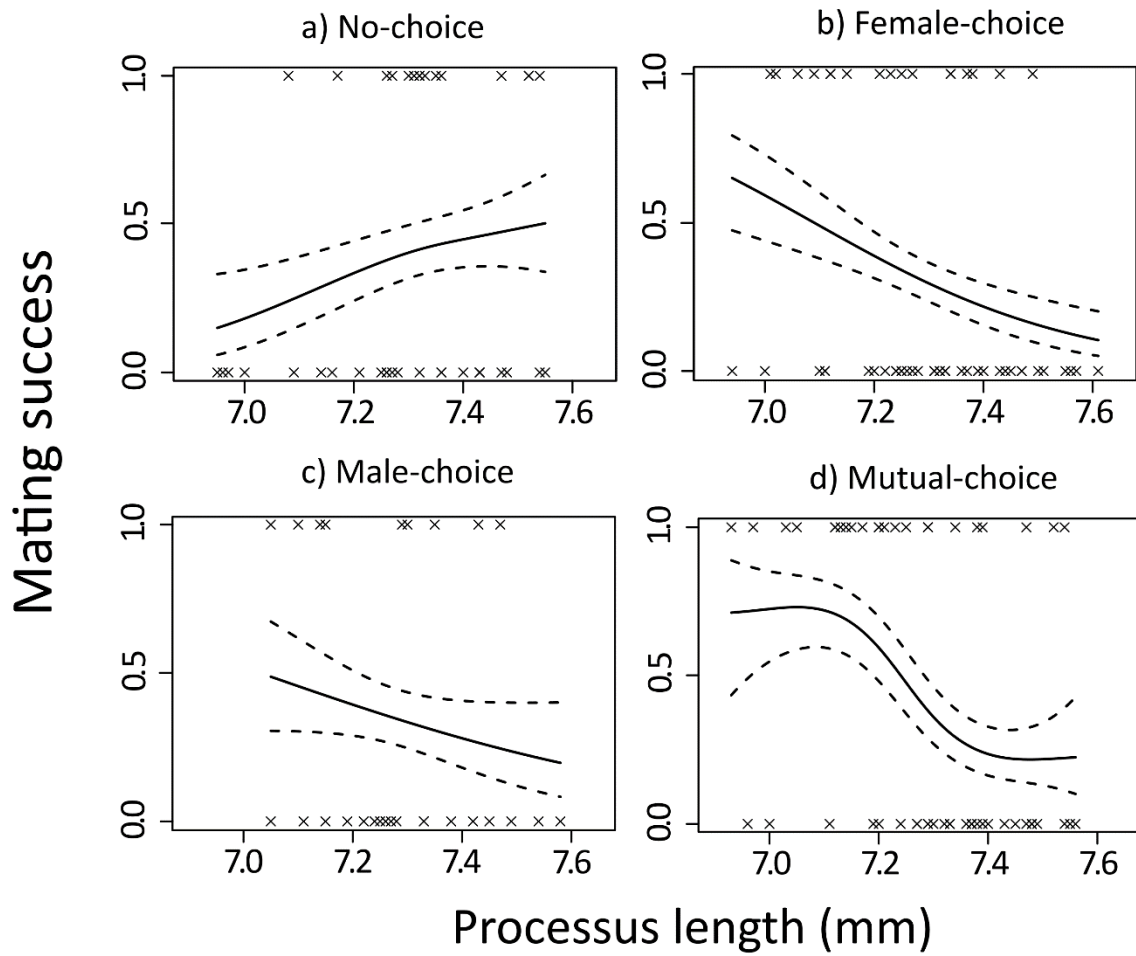 a) No-choice
b) Female-choice
1.0
0.5
0.0
7.0 7.2 7.4 7.6
1.0
0.5
0.0
7.0 7.2 7.4 7.6
Mating success
c) Male-choice
d) Mutual-choice
1.0
0.5
0.0
7.0 7.2 7.4 7.6
1.0
0.5
0.0
7.0 7.2 7.4 7.6
Processus length (mm)